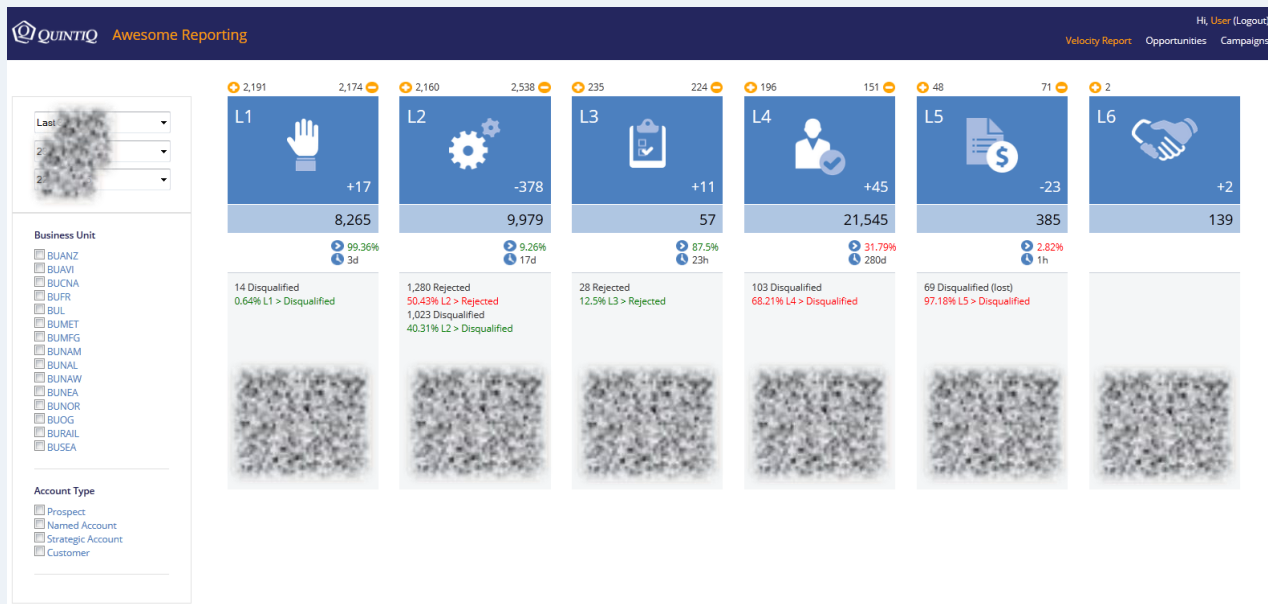 QUINTIQ Awesome Reporting
Hi, User (Logout)
Velocity Report Opportunities Campaigns
Last
2
2
Business Unit
BUANZ
BUAVI
BUCNA
BUFR
BUL
BUMET
BUMFG
BUNAM
BUNAL
BUNAW
BUNEA
BUNOR
BUOG
BURAIL
BUSEA
Account Type
Prospect
Named Account
Strategic Account
Customer
2,191 2,174
L1
+17
8,265
99.36%
3d
14 Disqualified
0.64% L1 > Disqualified
2,160 2,538
L2
-378
9,979
9.26%
17d
1,280 Rejected
50.43% L2 > Rejected
1,023 Disqualified
40.31% L2 > Disqualified
235 224
L3
+11
57
87.5%
23h
28 Rejected
12.5% L3 > Rejected
196 151
L4
+45
21,545
31.79%
280d
103 Disqualified
68.21% L4 > Disqualified
48 71
L5
$
-23
385
2.82%
1h
69 Disqualified (lost)
97.18% L5 > Disqualified
2
L6
+2
139